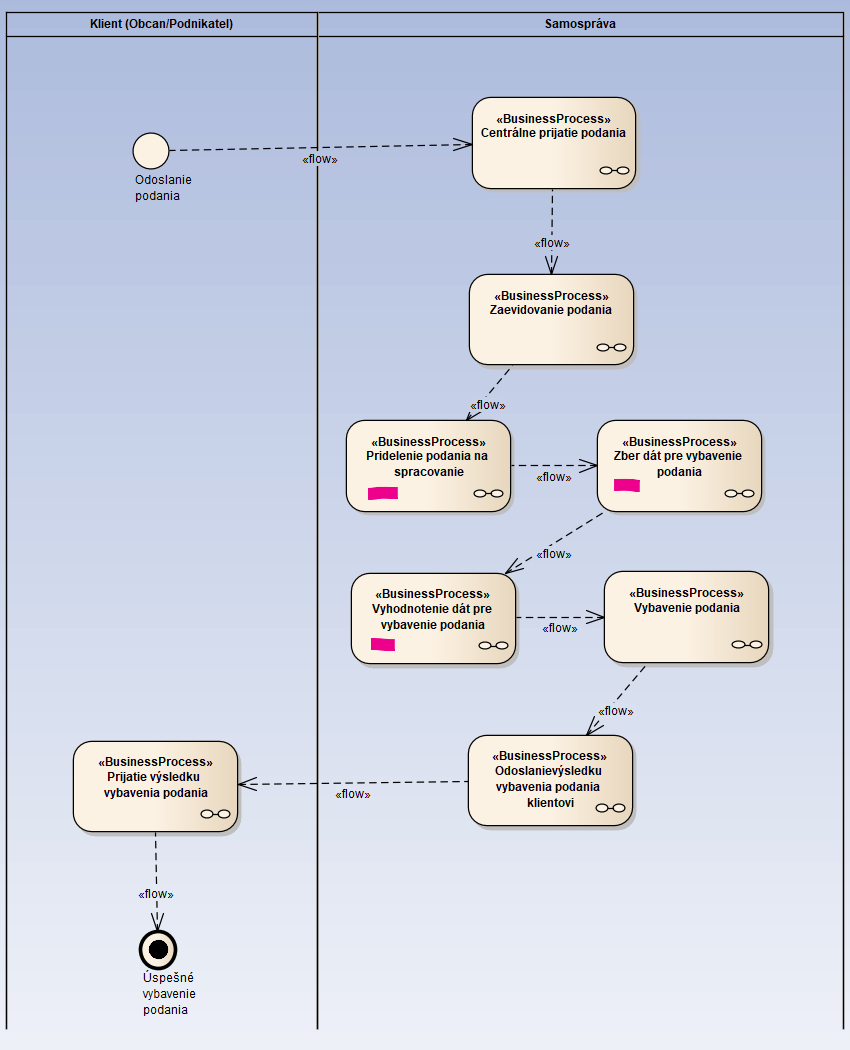 Klient (Obcan/Podnikatel)
Samospráva
Odoslanie
podania
«flow»
«BusinessProcess»
Centrálne prijatie podania
«flow»
«BusinessProcess»
Zaevidovanie podania
«flow»
«BusinessProcess»
Pridelenie podania na
spracovanie
«flow»
«BusinessProcess»
Zber dát pre vybavenie
podania
«flow»
«BusinessProcess»
Vyhodnotenie dát pre
vybavenie podania
«flow»
«BusinessProcess»
Vybavenie podania
«flow»
«BusinessProcess»
Odoslanievýsledku
vybavenia podania
klientovi
«flow»
«BusinessProcess»
Prijatie výsledku
vybavenia podania
«flow»
Úspešné
vybavenie
podania